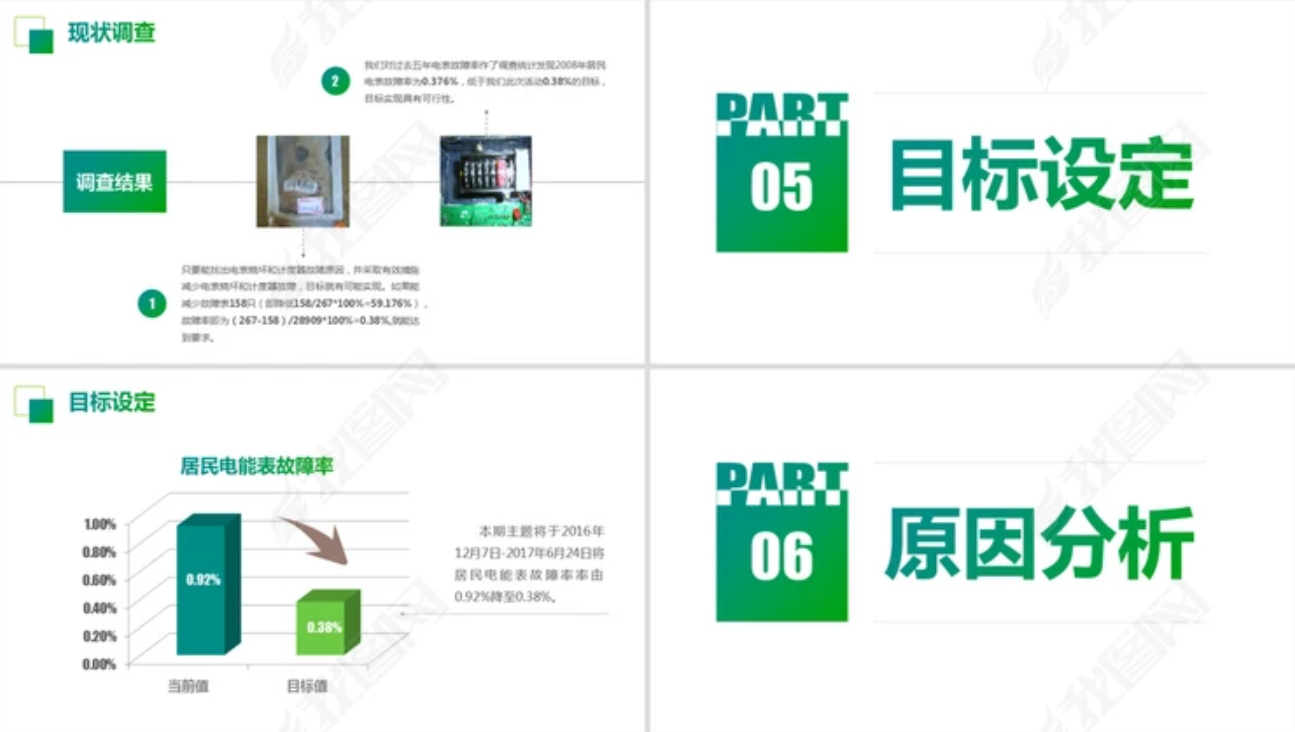 现状调查
2
我们对过去五年电表故障率作了调查统计发现2008年居民
电表故障率为0.376%，低于我们此次活动0.38%的目标，
目标实现具有可行性。
调查结果
1
只要能找出电表烧坏和计度器故障原因，并采取有效措施
减少电表烧坏和计度器故障，目标就有可能实现。如果能
减少故障表158只（即降低158/267*100%=59.176%），
故障率即为（267-158）/28909*100%=0.38%,就能达
到要求。
PART
05
目标设定
目标设定
居民电能表故障率
1.00%
0.80%
0.60%
0.40%
0.20%
0.00%
0.92%
0.38%
当前值
目标值
本期主题将于2016年
12月7日-2017年6月24日将
居民电能表故障率率由
0.92%降至0.38%。
PART
06
原因分析
我图网